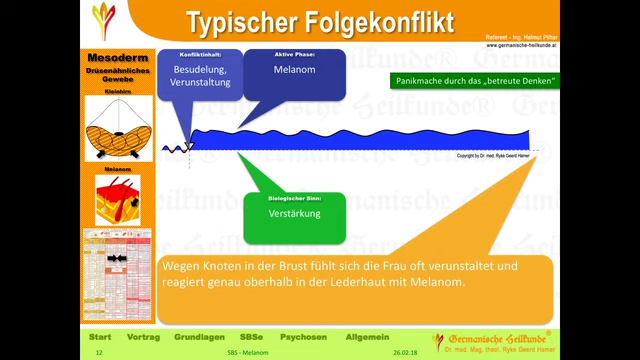 Typischer Folgekonflikt
Referent - Ing. Helmut Pilhar
www.germanische-heilkunde.at
Mesoderm
Drüsenähnliches
Gewebe
Kleinhirn
Melanom
Konfliktinhalt:
Besudelung,
Verunstaltung
Aktive Phase:
Melanom
Panikmache durch das „betreute Denken“
Copyright by Dr. med. Ryke Geerd Hamer
Biologischer Sinn:
Verstärkung
Wegen Knoten in der Brust fühlt sich die Frau oft verunstaltet und
reagiert genau oberhalb in der Lederhaut mit Melanom.
Start Vortrag Grundlagen SBSe Psychosen Allgemein
Germanische Heilkunde®
Dr. med. Mag. theol. Ryke Geerd Hamer
12 SBS - Melanom 26.02.18